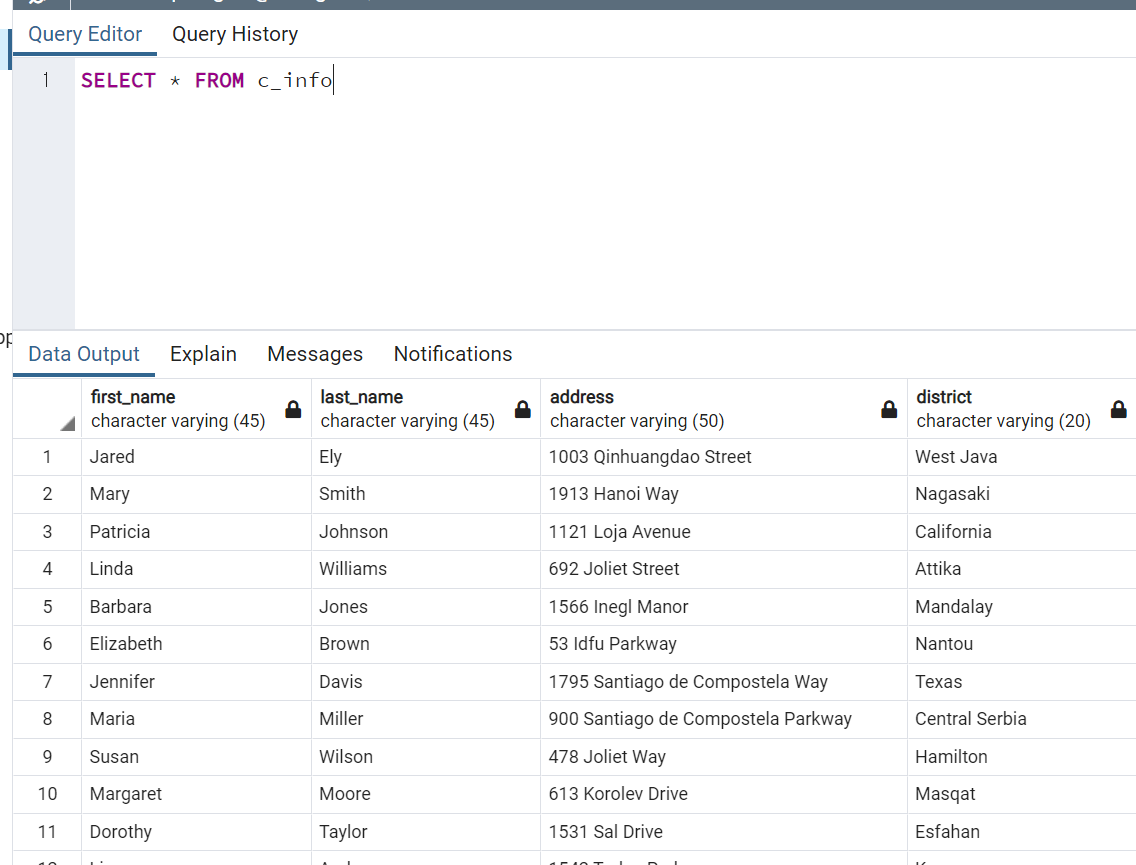 Query Editor Query History
1 SELECT * FROM c_info
Data Output Explain Messages Notifications
first_name last_name address district
character varying (45) character varying (45) character varying (50) character varying (20)
1 Jared Ely 1003 Qinhuangdao Street West Java
2 Mary Smith 1913 Hanoi Way Nagasaki
3 Patricia Johnson 1121 Loja Avenue California
4 Linda Williams 692 Joliet Street Attika
5 Barbara Jones 1566 Inegl Manor Mandalay
6 Elizabeth Brown 53 Idfu Parkway Nantou
7 Jennifer Davis 1795 Santiago de Compostela Way Texas
8 Maria Miller 900 Santiago de Compostela Parkway Central Serbia
9 Susan Wilson 478 Joliet Way Hamilton
10 Margaret Moore 613 Korolev Drive Masqat
11 Dorothy Taylor 1531 Sal Drive Esfahan